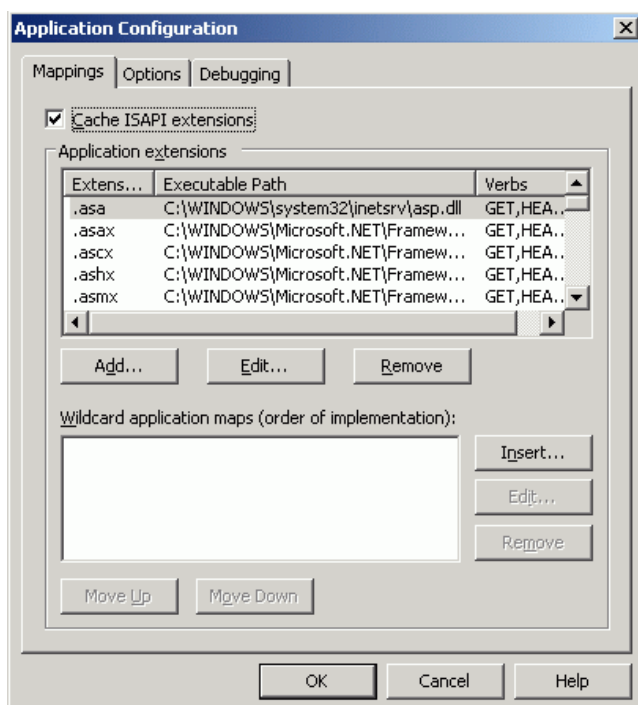 Application Configuration
Mappings Options Debugging
Cache ISAPI extensions
Application extensions
Extens... Executable Path Verbs
.asa C:\WINDOWS\system32\inetsrv\asp.dll GET,HEA...
.asax C:\WINDOWS\Microsoft.NET\Framew... GET,HEA...
.ascx C:\WINDOWS\Microsoft.NET\Framew... GET,HEA...
.ashx C:\WINDOWS\Microsoft.NET\Framew... GET,HEA...
.asmx C:\WINDOWS\Microsoft.NET\Framew... GET,HEA...
Add... Edit... Remove
Wildcard application maps (order of implementation):
Insert...
Edit...
Remove
Move Up Move Down
OK Cancel Help